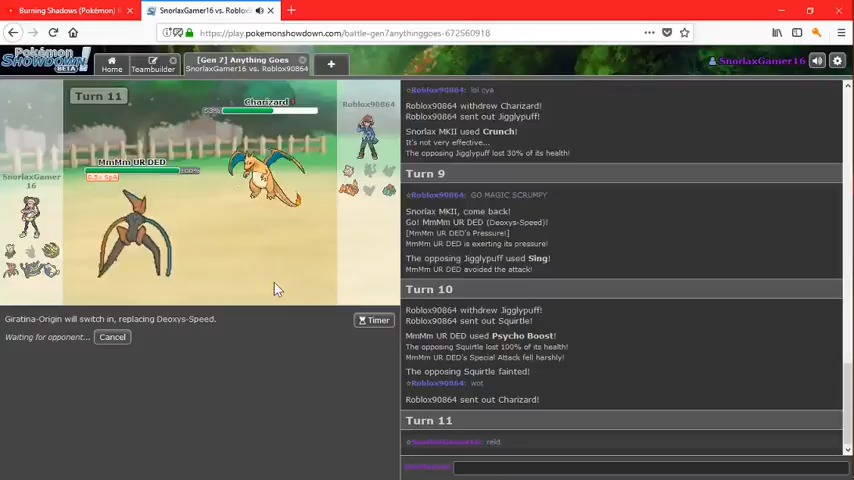 Burning Shadows (Pokémon) R
SnorlaxGamer16 vs. Roblox
https://play.pokemonshowdown.com/battle-gen7anythinggoes-672560918
Pokémon
SHOWDOWN!
BETA
Home
Teambuilder
[Gen 7] Anything Goes
SnorlaxGamer16 vs. Roblox90864
SnorlaxGamer16
Turn 11
Charizard
Roblox90864
MmMm UR DED
100%
0.5x SpA
SnorlaxGamer
16
Giratina-Origin will switch in, replacing Deoxys-Speed.
Timer
Waiting for opponent...
Cancel
☆Roblox90864: lol cya
Roblox90864 withdrew Charizard!
Roblox90864 sent out Jigglypuff!
Snorlax MKII used Crunch!
It's not very effective...
The opposing Jigglypuff lost 30% of its health!
Turn 9
☆Roblox90864: GO MAGIC SCRUMPY
Snorlax MKII, come back!
Go! MmMm UR DED (Deoxys-Speed)!
[MmMm UR DED's Pressure!]
MmMm UR DED is exerting its pressure!
The opposing Jigglypuff used Sing!
MmMm UR DED avoided the attack!
Turn 10
Roblox90864 withdrew Jigglypuff!
Roblox90864 sent out Squirtle!
MmMm UR DED used Psycho Boost!
The opposing Squirtle lost 100% of its health!
MmMm UR DED's Special Attack fell harshly!
The opposing Squirtle fainted!
☆Roblox90864: wot
Roblox90864 sent out Charizard!
Turn 11